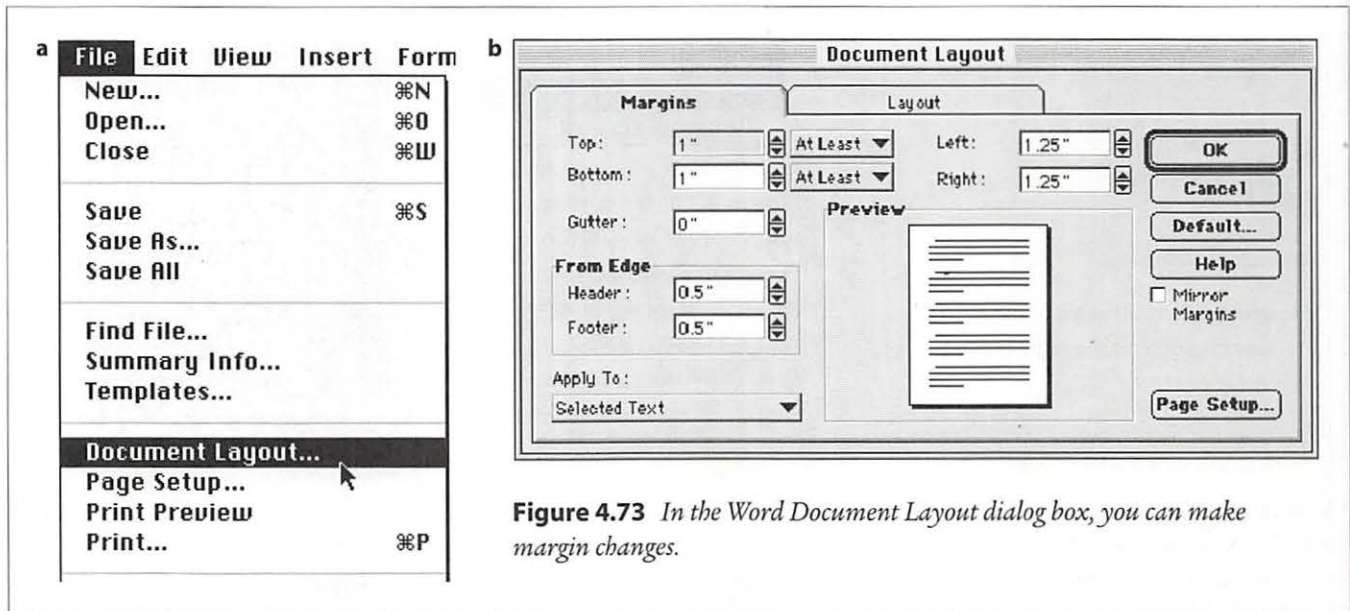 a
File Edit View Insert Form
New... ⌘N
Open... ⌘O
Close ⌘W
Save ⌘S
Save As...
Save All
Find File...
Summary Info...
Templates...
Document Layout...
Page Setup...
Print Preview
Print... ⌘P
b
Document Layout
Margins Layout
Top: 1" At Least Left: 1.25"
Bottom: 1" At Least Right: 1.25"
Gutter: 0"
Preview
From Edge
Header: 0.5"
Footer: 0.5"
Apply To:
Selected Text
OK
Cancel
Default...
Help
Mirror
Margins
Page Setup...
Figure 4.73 In the Word Document Layout dialog box, you can make
margin changes.